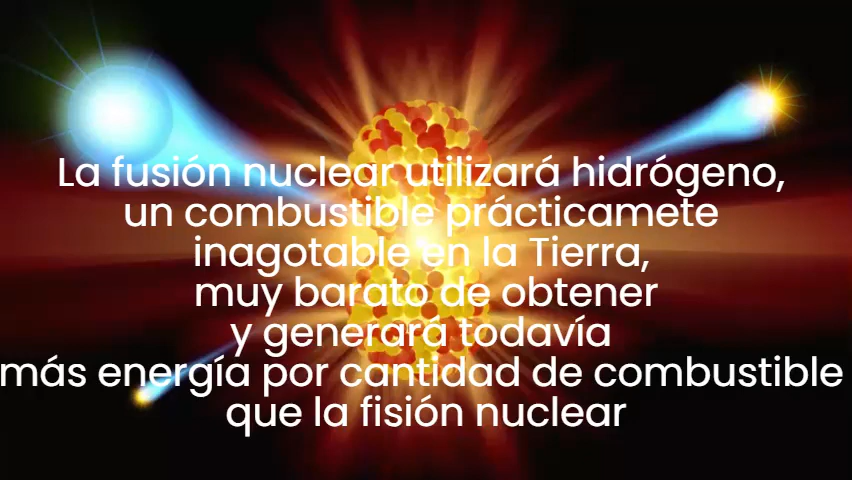 La fusión nuclear utilizará hidrógeno,
un combustible prácticamete
inagotable en la Tierra,
muy barato de obtener
y generará todavía
más energía por cantidad de combustible
que la fisión nuclear